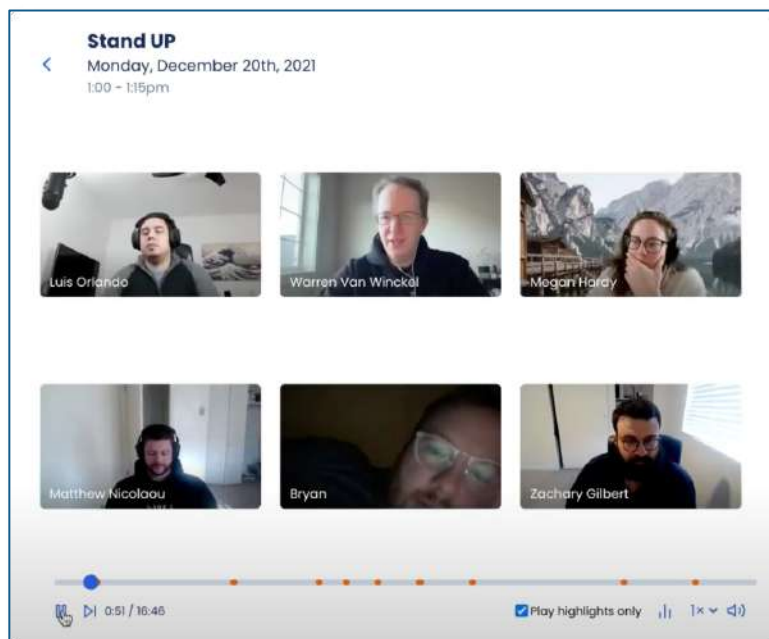 Stand UP
Monday, December 20th, 2021
1:00 - 1:15pm
Luis Orlando
Warren Van Winckel
Megan Hardy
Matthew Nicolaou
Bryan
Zachary Gilbert
0:51 / 16:46
Play highlights only
1×